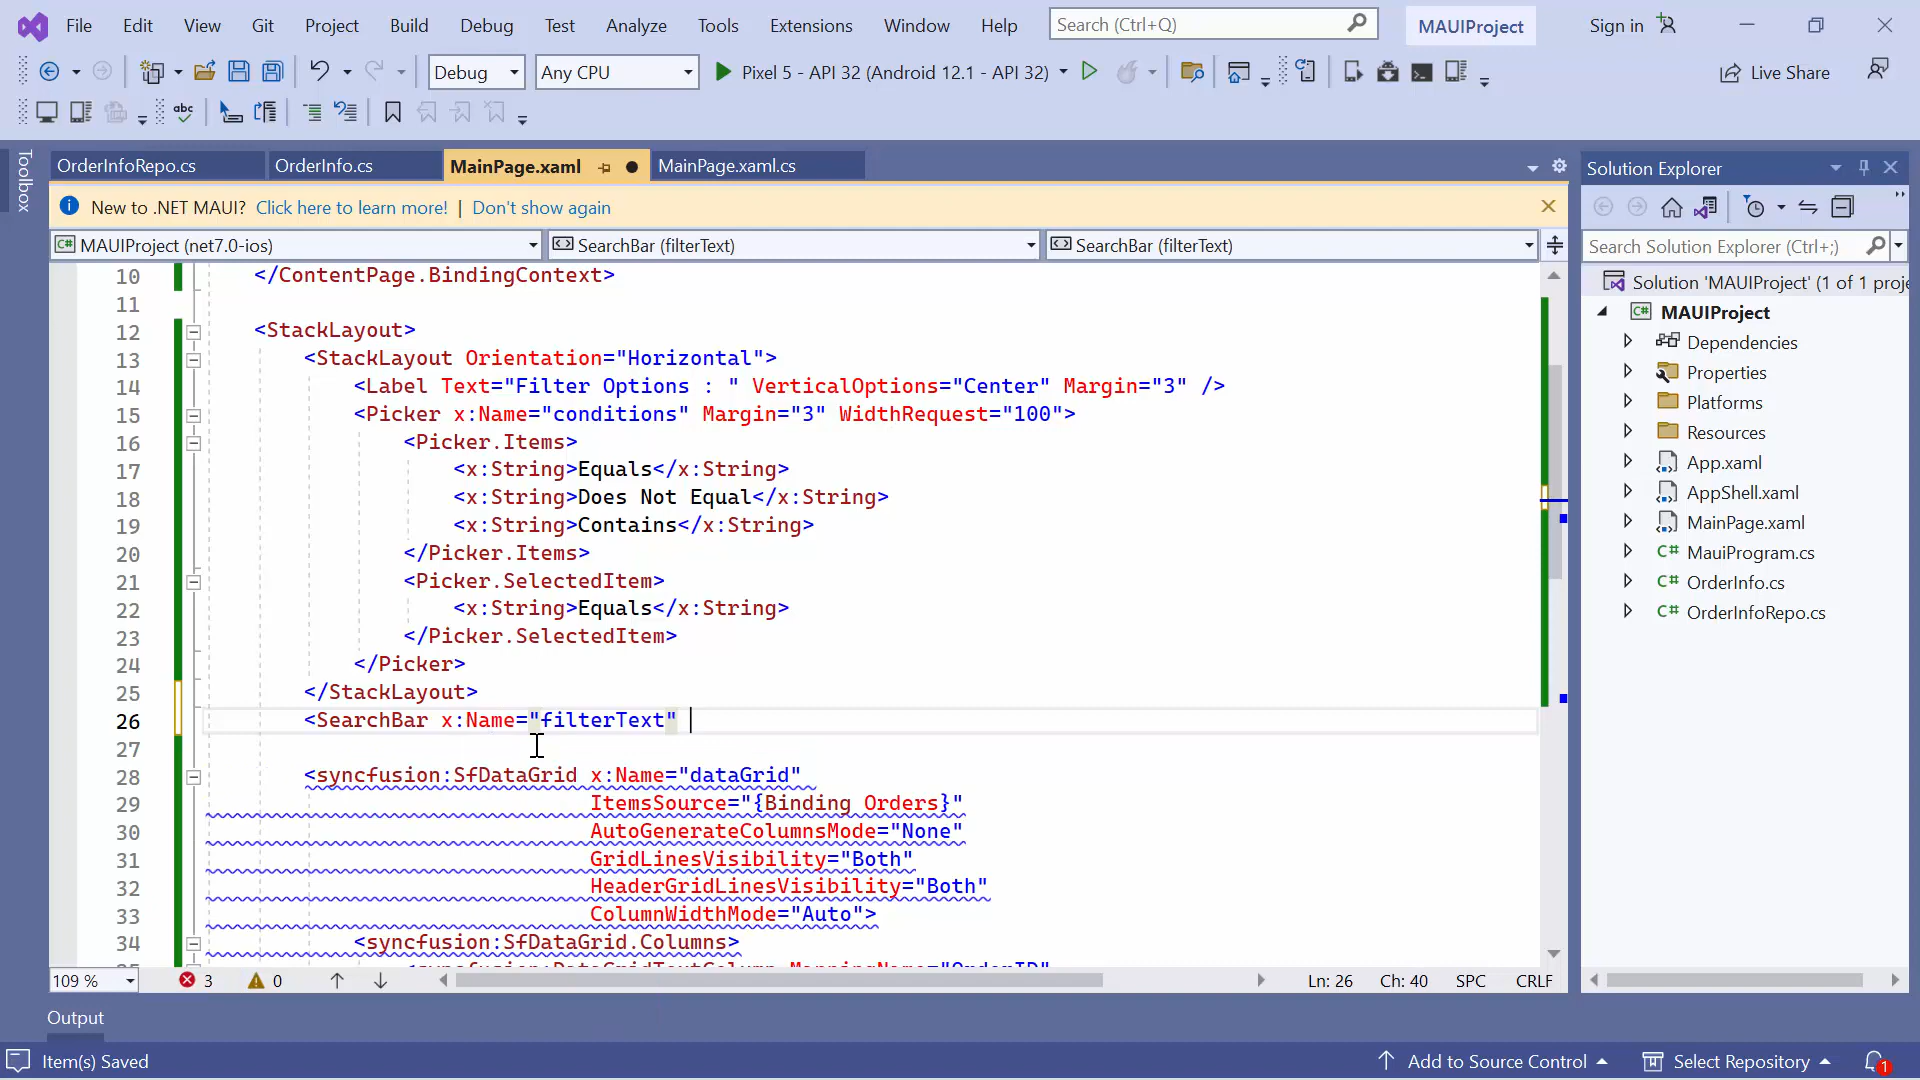 File Edit View Git Project Build Debug Test Analyze Tools Extensions Window Help Search (Ctrl+Q) MAUIProject Sign in
Debug Any CPU Pixel 5 - API 32 (Android 12.1 - API 32) Live Share
abc
Toolbox
OrderInfoRepo.cs OrderInfo.cs MainPage.xaml MainPage.xaml.cs
New to .NET MAUI? Click here to learn more! | Don't show again
MAUIProject (net7.0-ios) SearchBar (filterText) SearchBar (filterText)
10 </ContentPage.BindingContext>
11
12 <StackLayout>
13 <StackLayout Orientation="Horizontal">
14 <Label Text="Filter Options : " VerticalOptions="Center" Margin="3" />
15 <Picker x:Name="conditions" Margin="3" WidthRequest="100">
16 <Picker.Items>
17 <x:String>Equals</x:String>
18 <x:String>Does Not Equal</x:String>
19 <x:String>Contains</x:String>
20 </Picker.Items>
21 <Picker.SelectedItem>
22 <x:String>Equals</x:String>
23 </Picker.SelectedItem>
24 </Picker>
25 </StackLayout>
26 <SearchBar x:Name="filterText"
27
28 <syncfusion:SfDataGrid x:Name="dataGrid"
29 ItemsSource="{Binding Orders}"
30 AutoGenerateColumnsMode="None"
31 GridLinesVisibility="Both"
32 HeaderGridLinesVisibility="Both"
33 ColumnWidthMode="Auto">
34 <syncfusion:SfDataGrid.Columns>
109 % 3 0 Ln: 26 Ch: 40 SPC CRLF
Output
Item(s) Saved Add to Source Control Select Repository 1
Solution Explorer
Search Solution Explorer (Ctrl+;)
Solution 'MAUIProject' (1 of 1 proje
MAUIProject
Dependencies
Properties
Platforms
Resources
App.xaml
AppShell.xaml
MainPage.xaml
C# MauiProgram.cs
C# OrderInfo.cs
C# OrderInfoRepo.cs